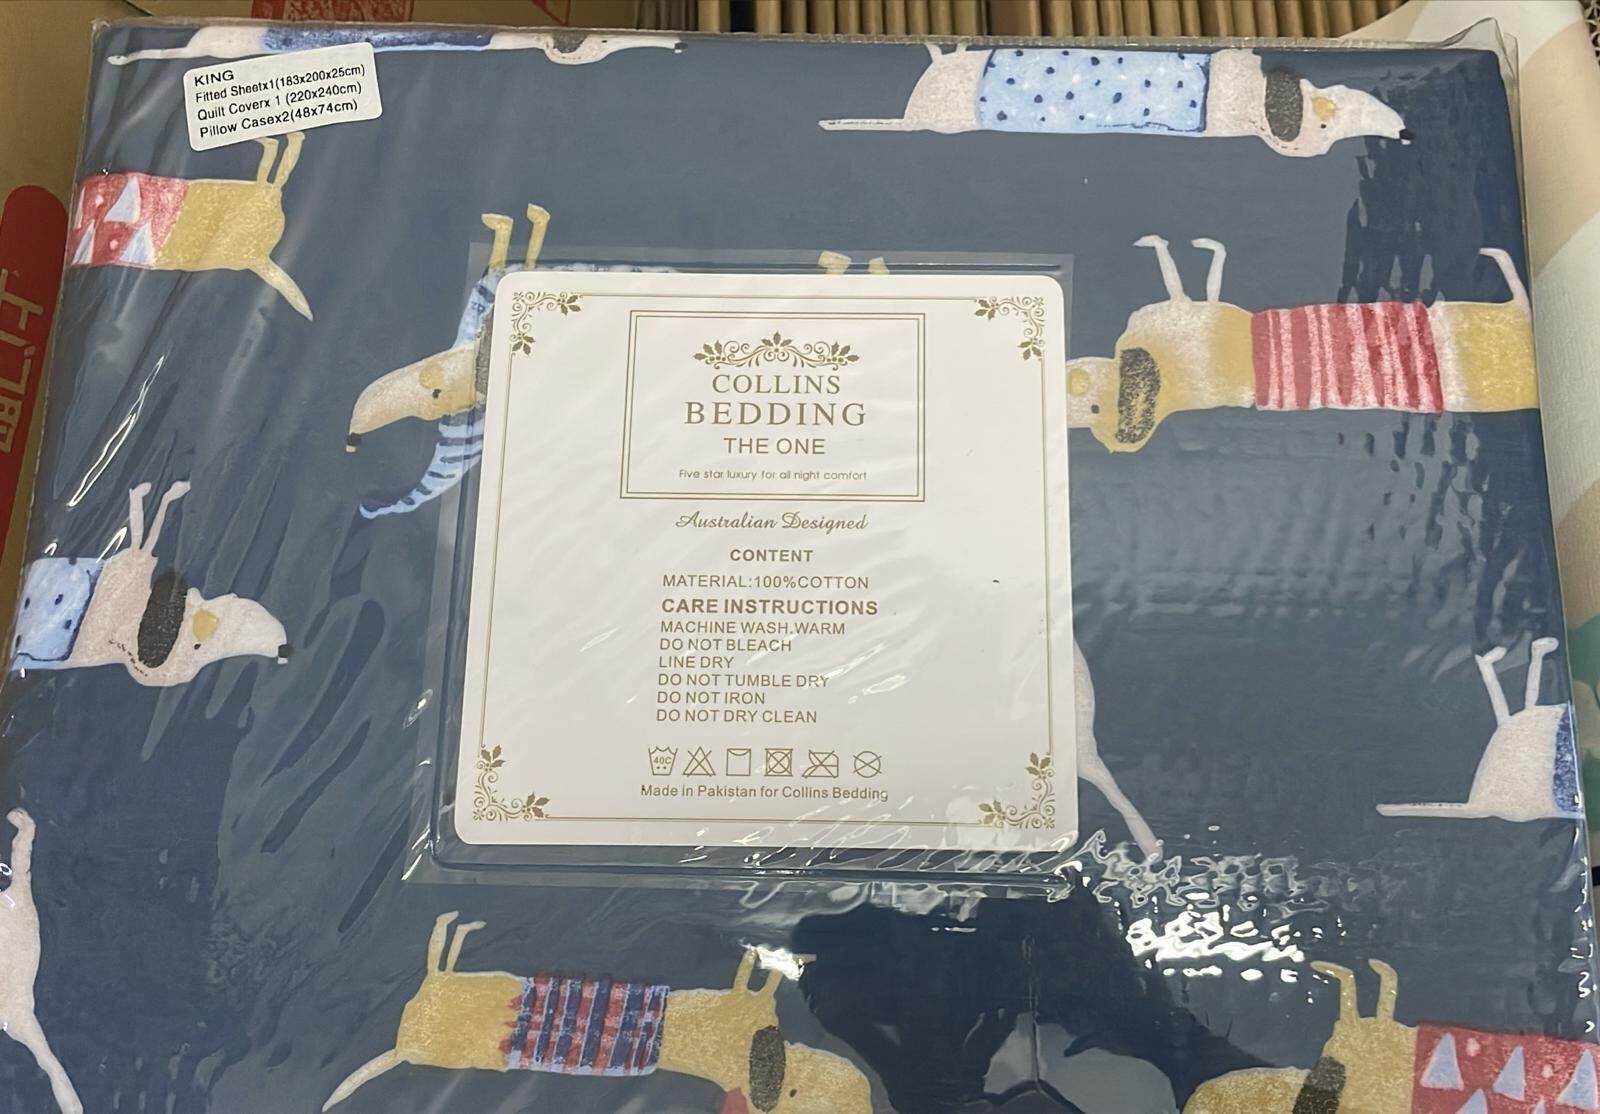 KING
Fitted Sheetx1(183x200x25cm)
Quilt Coverx 1 (220x240cm)
Pillow Casex2(48x74cm)
COLLINS
BEDDING
THE ONE
Five star luxury for all night comfort
Australian Designed
CONTENT
MATERIAL:100%COTTON
CARE INSTRUCTIONS
MACHINE WASH.WARM
DO NOT BLEACH
LINE DRY
DO NOT TUMBLE DRY
DO NOT IRON
DO NOT DRY CLEAN
40C
Made in Pakistan for Collins Bedding